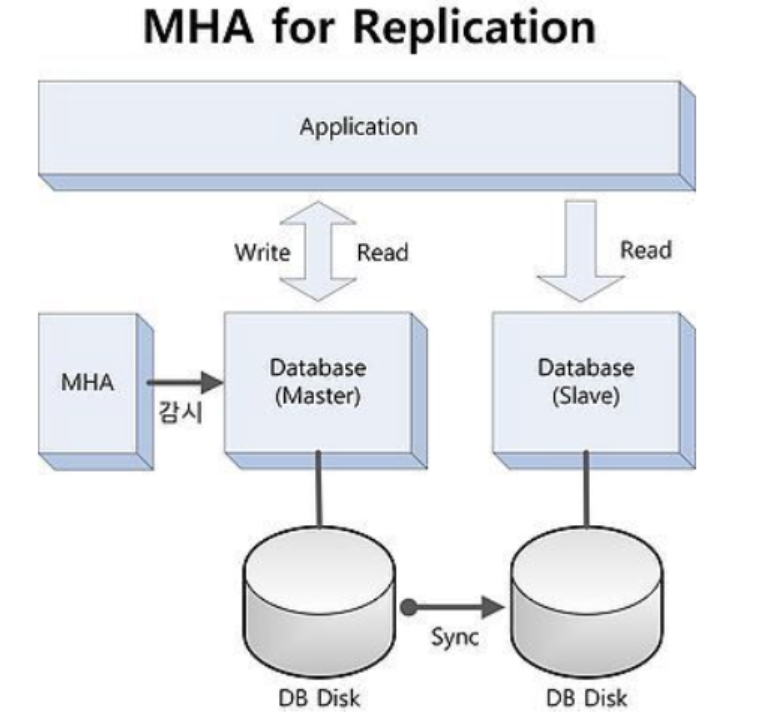 MHA for Replication
Application
Write
Read
Read
MHA
감시
Database
(Master)
Database
(Slave)
Sync
DB Disk
DB Disk